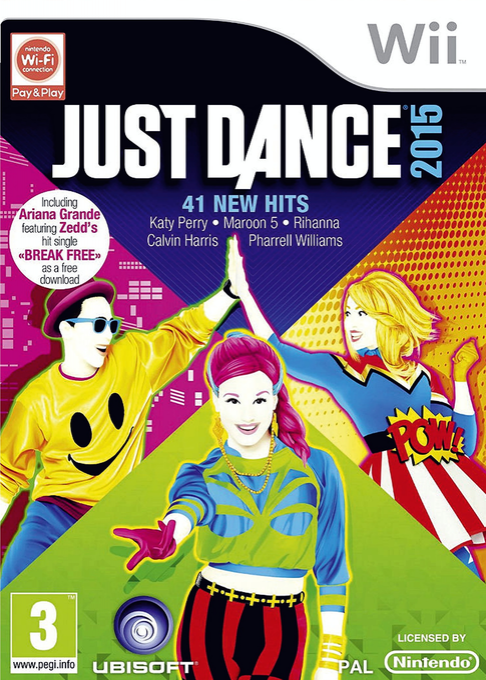 Wii™
Nintendo
Wi-Fi
connection
Pay & Play
JUST DANCE®
2015
41 NEW HITS
Katy Perry • Maroon 5 • Rihanna
Calvin Harris • Pharrell Williams
Including
Ariana Grande
featuring Zedd's
hit single
«BREAK FREE»
as a free
download
POW!
3
www.pegi.info
UBISOFT®
PAL
LICENSED BY
Nintendo®